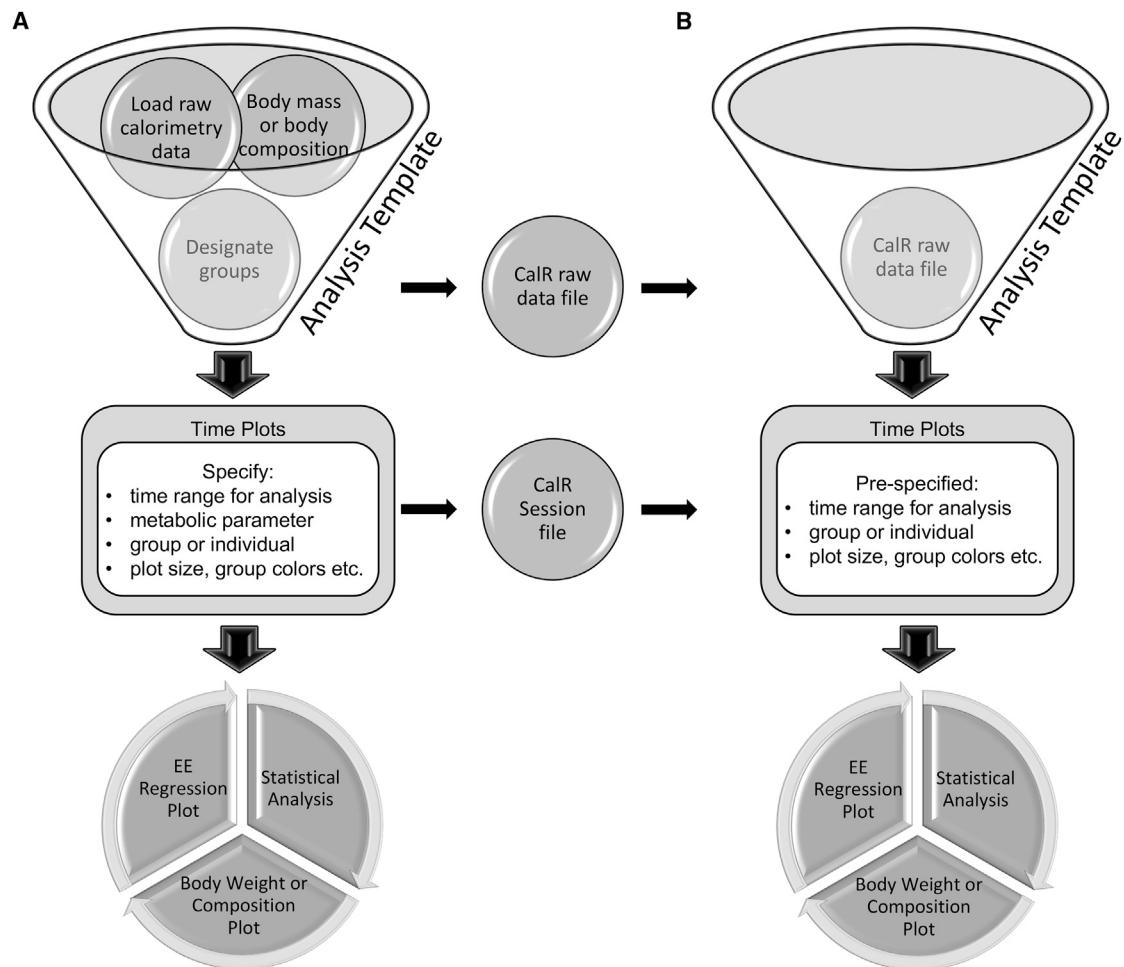 A
Load raw
calorimetry
data
Body mass
or body
composition
Designate
groups
Analysis Template
Time Plots
Specify:
• time range for analysis
• metabolic parameter
• group or individual
• plot size, group colors etc.
EE
Regression
Plot
Statistical
Analysis
Body Weight or
Composition
Plot
CalR raw
data file
CalR
Session
file
B
CalR raw
data file
Analysis Template
Time Plots
Pre-specified:
• time range for analysis
• group or individual
• plot size, group colors etc.
EE
Regression
Plot
Statistical
Analysis
Body Weight or
Composition
Plot